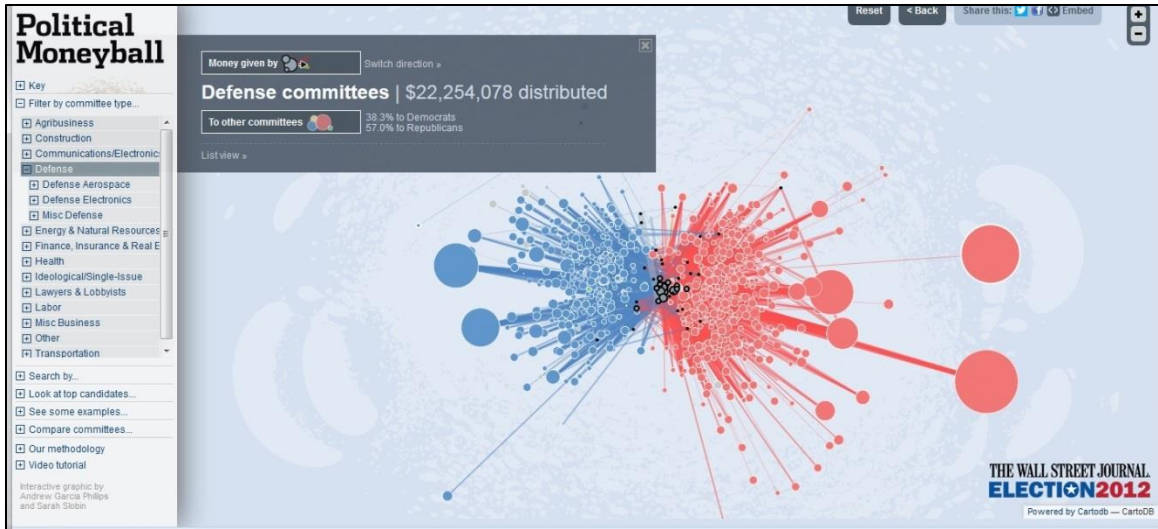 Political
Moneyball
Key
Filter by committee type...
Agribusiness
Construction
Communications/Electronic
Defense
Defense Aerospace
Defense Electronics
Misc Defense
Energy & Natural Resources
Finance, Insurance & Real E
Health
Ideological/Single-Issue
Lawyers & Lobbyists
Labor
Misc Business
Other
Transportation
Search by...
Look at top candidates...
See some examples...
Compare committees...
Our methodology
Video tutorial
Interactive graphic by
Andrew Garcia Philips
and Sarah Slobin
Reset < Back Share this: Embed
Money given by Switch direction »
Defense committees | $22,254,078 distributed
To other committees 38.3% to Democrats
57.0% to Republicans
List view »
THE WALL STREET JOURNAL.
ELECTION2012
Powered by Cartodb — CartoDB